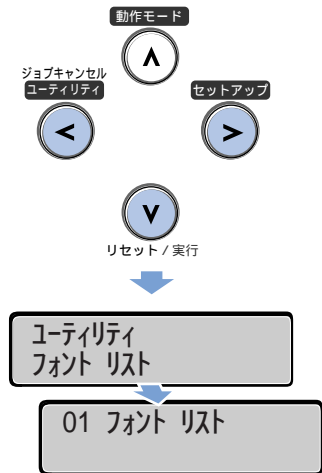 動作モード
ジョブキャンセル
ユーティリティ
セットアップ
リセット / 実行
ユーティリティ
フォント リスト
01 フォント リスト